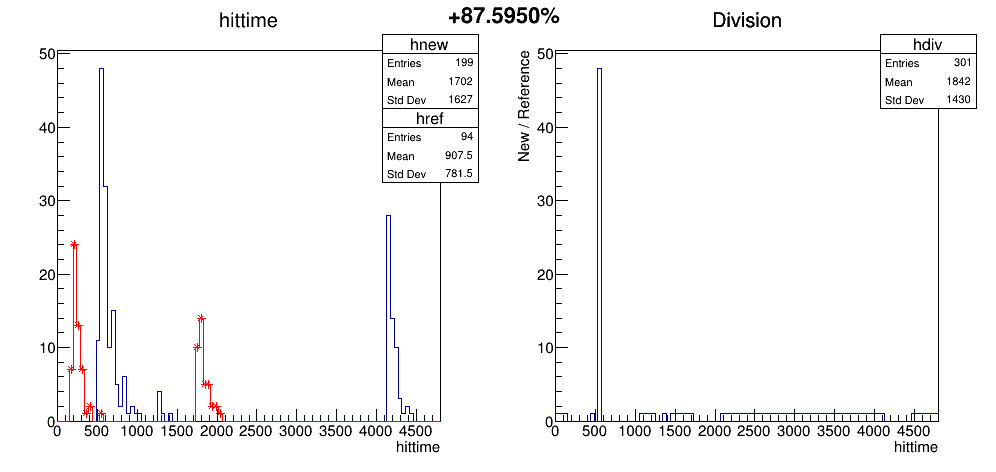 +87.5950%
hittime
hnew
Entries 199
Mean 1702
Std Dev 1627
href
Entries 94
Mean 907.5
Std Dev 781.5
50
40
30
20
10
0
0 500 1000 1500 2000 2500 3000 3500 4000 4500
hittime
Division
hdiv
Entries 301
Mean 1842
Std Dev 1430
New / Reference
50
40
30
20
10
0
0 500 1000 1500 2000 2500 3000 3500 4000 4500
hittime